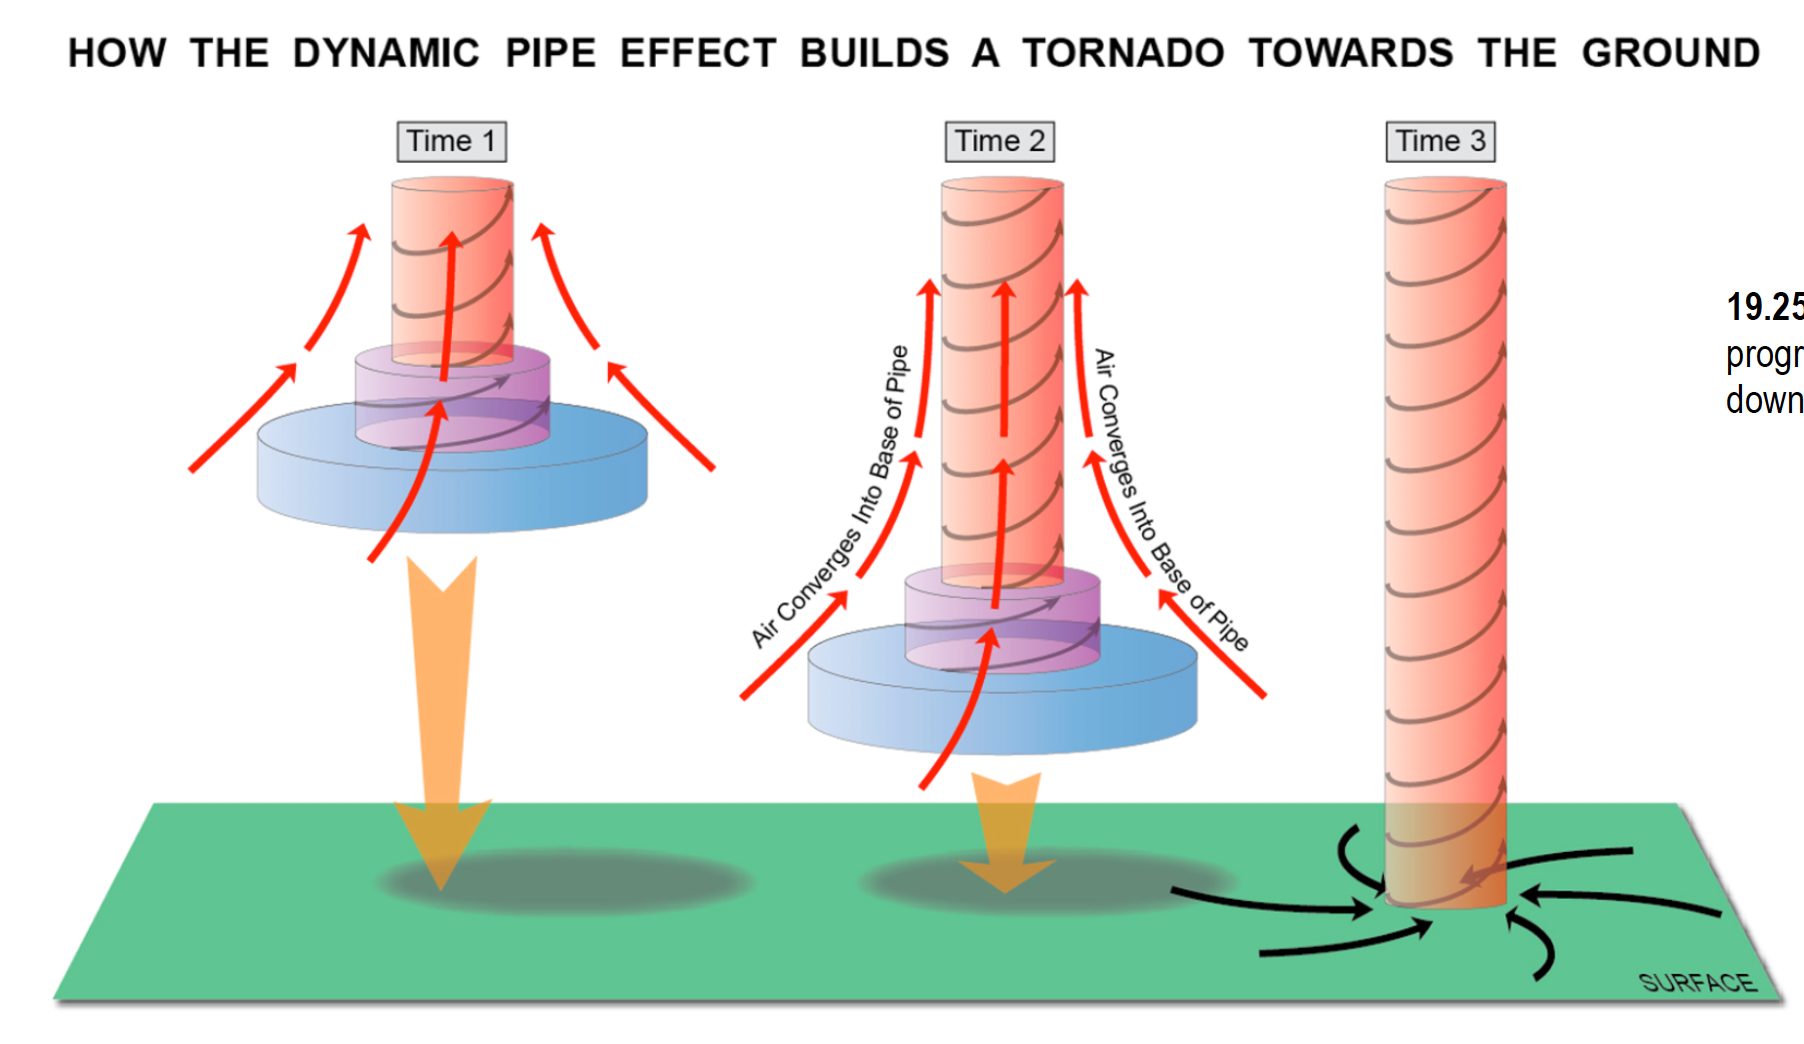 HOW THE DYNAMIC PIPE EFFECT BUILDS A TORNADO TOWARDS THE GROUND
Time 1
Time 2
Time 3
Air Converges Into Base of Pipe
Air Converges Into Base of Pipe
19.25
progr
down
SURFACE